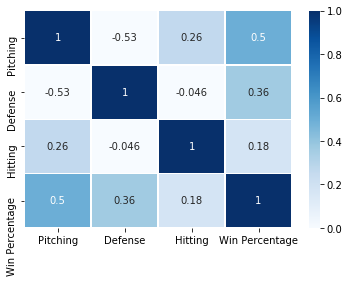 Pitching 1 -0.53 0.26 0.5
Defense -0.53 1 -0.046 0.36
Hitting 0.26 -0.046 1 0.18
Win Percentage 0.5 0.36 0.18 1
Pitching Defense Hitting Win Percentage
1.0
0.8
0.6
0.4
0.2
0.0